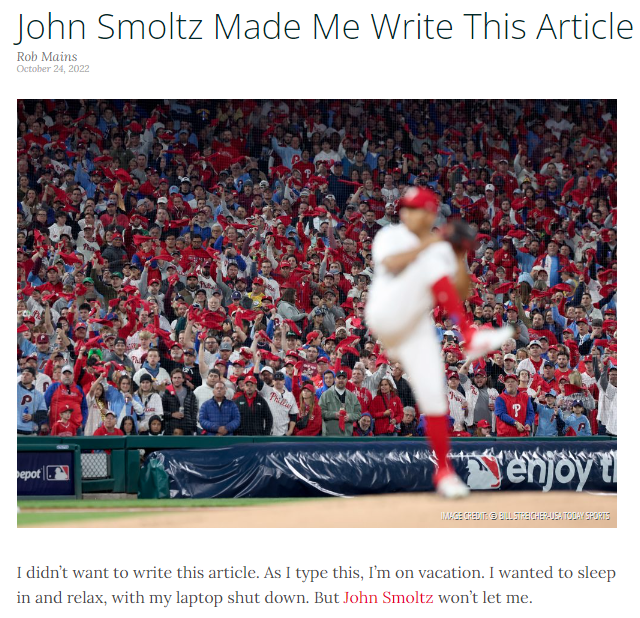 John Smoltz Made Me Write This Article
Rob Mains
October 24, 2022
Phillies
P
epot
enjoy t
IMAGE CREDIT: © BILL STREICHER-USA TODAY SPORTS
I didn’t want to write this article. As I type this, I’m on vacation. I wanted to sleep
in and relax, with my laptop shut down. But John Smoltz won’t let me.